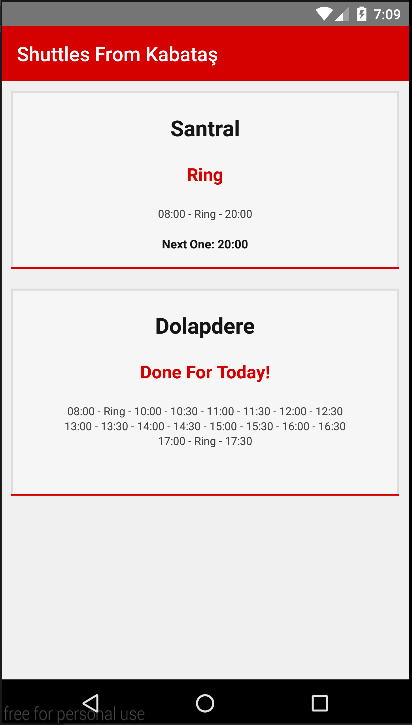 7:09
Shuttles From Kabataş
Santral
Ring
08:00 - Ring - 20:00
Next One: 20:00
Dolapdere
Done For Today!
08:00 - Ring - 10:00 - 10:30 - 11:00 - 11:30 - 12:00 - 12:30
13:00 - 13:30 - 14:00 - 14:30 - 15:00 - 15:30 - 16:00 - 16:30
17:00 - Ring - 17:30
free for personal use